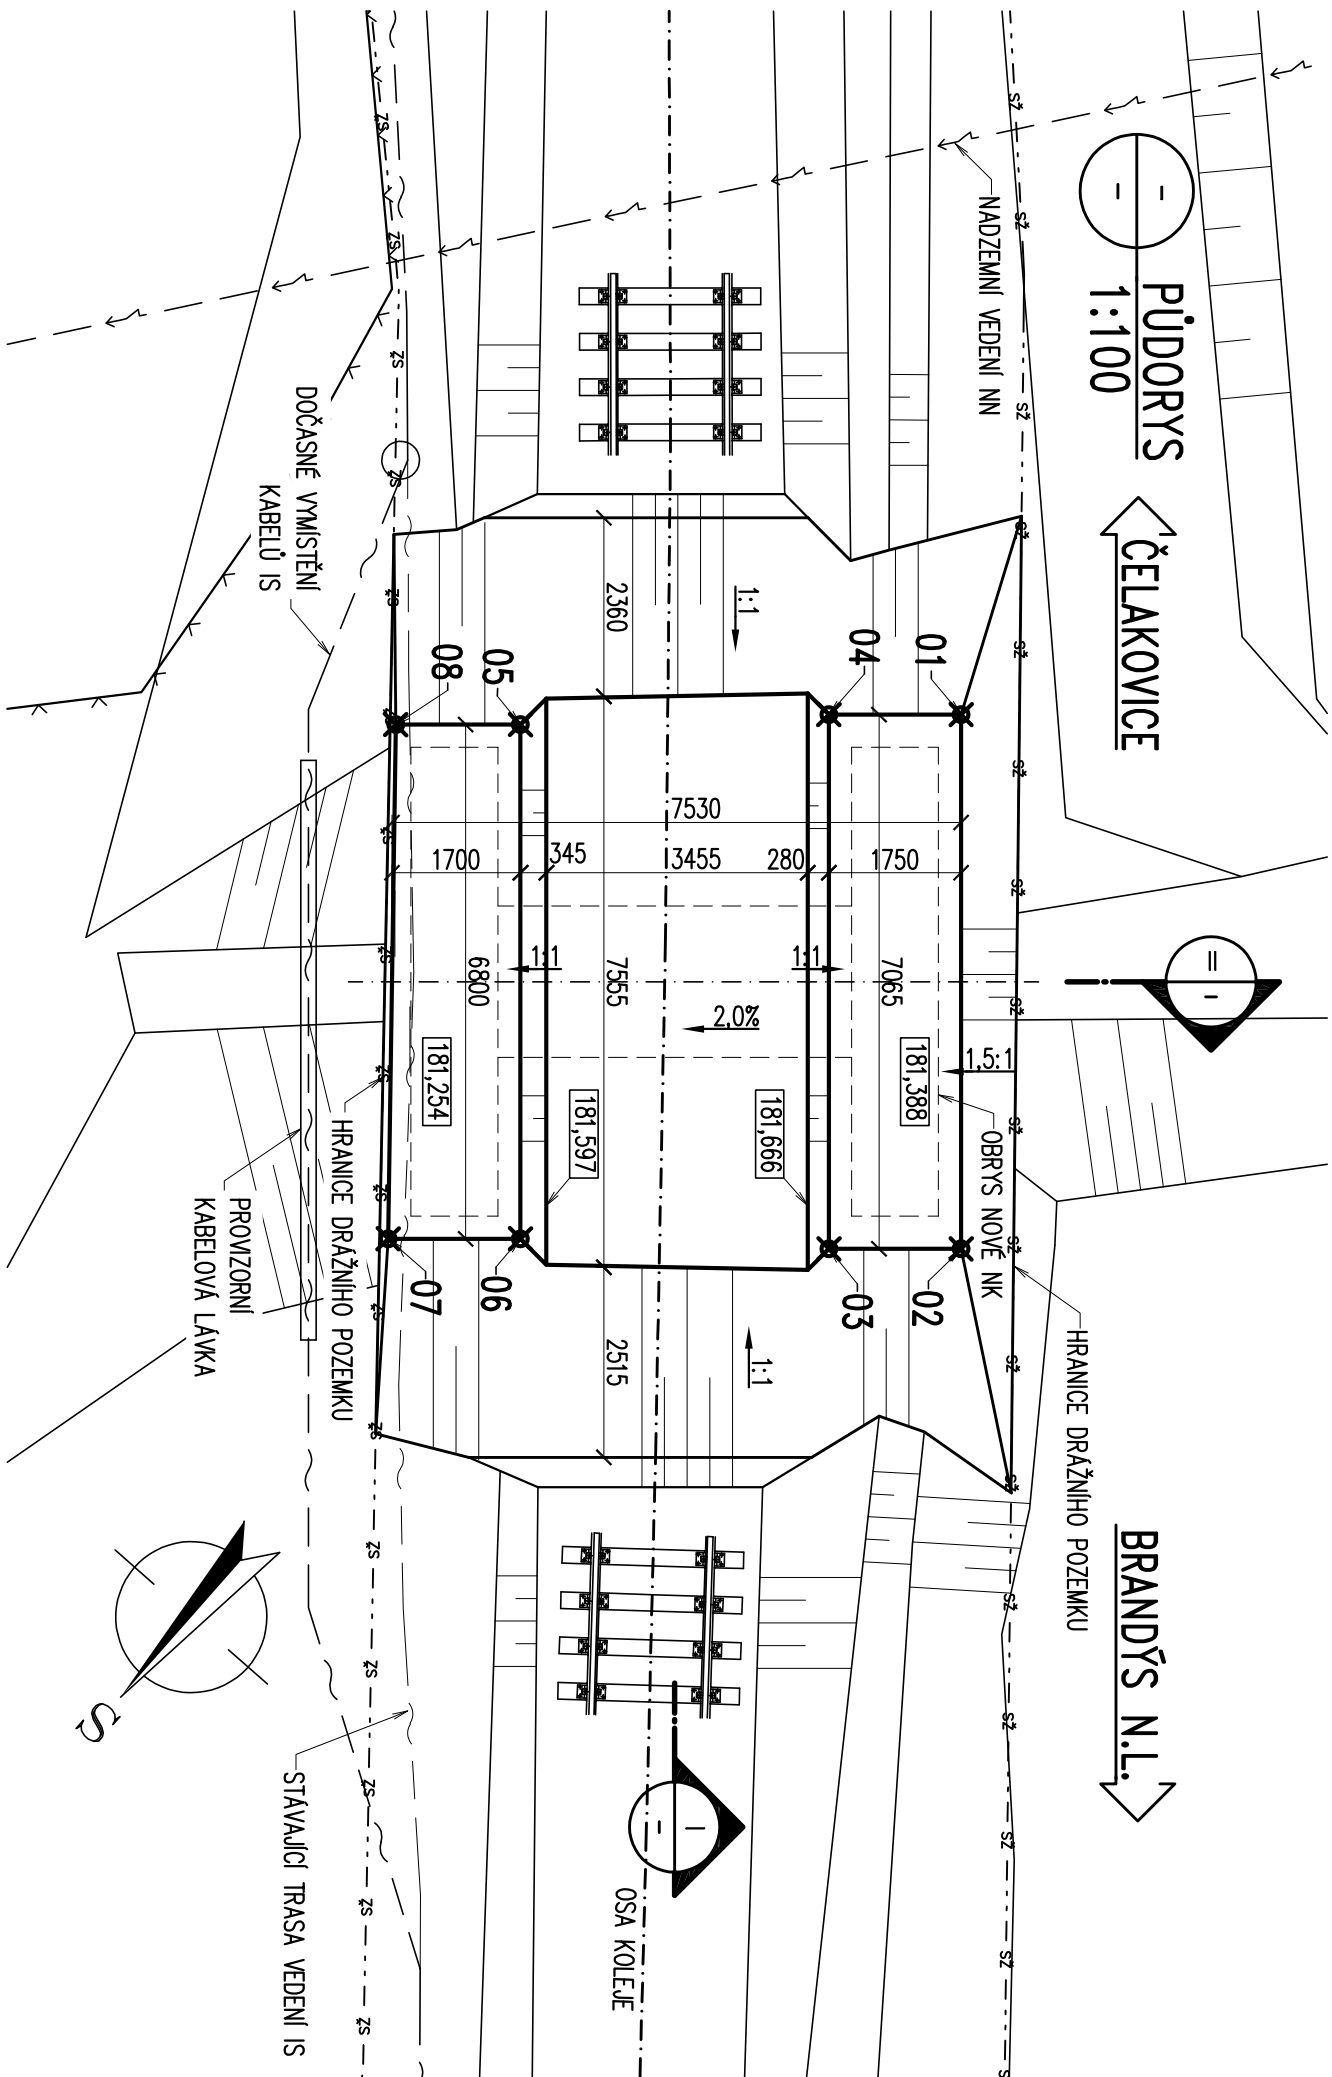 PŮDORYS
1:100
ČELAKOVICE
BRANDÝS N.L.
NADZEMNÍ VEDENÍ NN
HRANICE DRÁŽNÍHO POZEMKU
OBRYS NOVÉ NK
01
02
03
04
05
06
07
08
1:1
1:1
1:1
1:1
1,5:1
2,0%
2360
2515
7530
1700
345
3455
280
1750
6800
7555
7065
181,388
181,666
181,597
181,254
DOČASNÉ VYMÍSTĚNÍ
KABELŮ IS
HRANICE DRÁŽNÍHO POZEMKU
PROVIZORNÍ
KABELOVÁ LÁVKA
STÁVAJÍCÍ TRASA VEDENÍ IS
OSA KOLEJE
II
I
S
SŽ